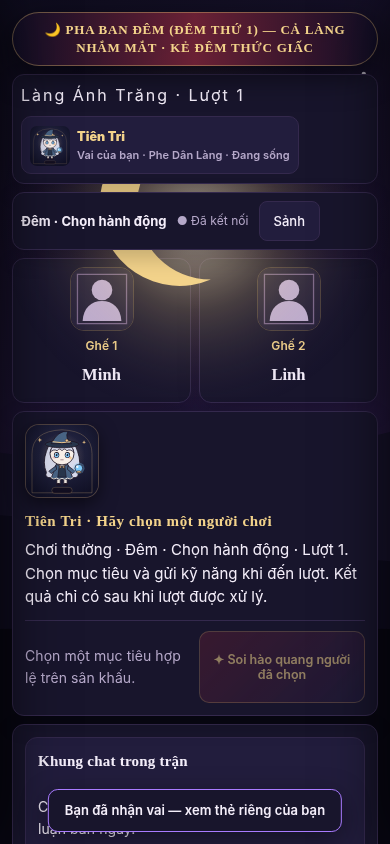 🌙 PHA BAN ĐÊM (ĐÊM THỨ 1) — CẢ LÀNG
NHẮM MẮT · KẺ ĐÊM THỨC GIẤC
Làng Ánh Trăng · Lượt 1
Tiên Tri
Vai của bạn · Phe Dân Làng · Đang sống
Đêm · Chọn hành động
Đã kết nối
Sảnh
Ghế 1
Minh
Ghế 2
Linh
Tiên Tri · Hãy chọn một người chơi
Chơi thường · Đêm · Chọn hành động · Lượt 1.
Chọn mục tiêu và gửi kỹ năng khi đến lượt. Kết
quả chỉ có sau khi lượt được xử lý.
Chọn một mục tiêu hợp
lệ trên sân khấu.
✦ Soi hào quang người
đã chọn
Khung chat trong trận
Bạn đã nhận vai — xem thẻ riêng của bạn